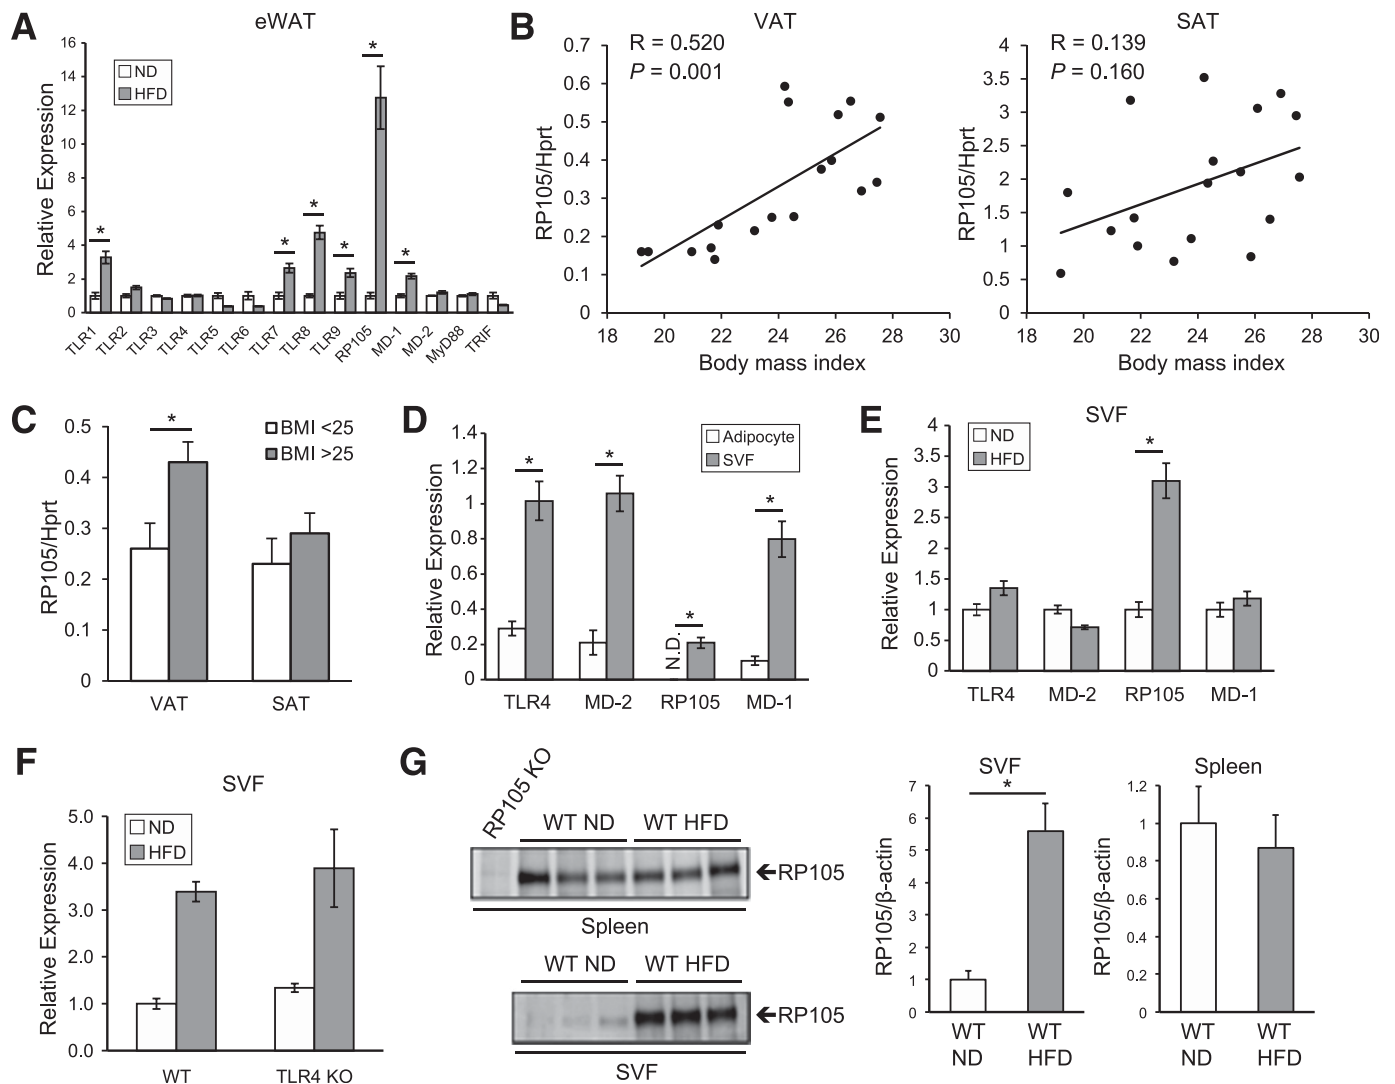 A
eWAT
Relative Expression
16
14
12
10
8
6
4
2
0
ND
HFD
*
*
*
*
*
*
TLR1
TLR2
TLR3
TLR4
TLR5
TLR6
TLR7
TLR8
TLR9
RP105
MD-1
MD-2
MyD88
TRIF
B
VAT
R = 0.520
P = 0.001
RP105/Hprt
0.7
0.6
0.5
0.4
0.3
0.2
0.1
0
18 20 22 24 26 28 30
Body mass index
SAT
R = 0.139
P = 0.160
RP105/Hprt
4
3.5
3
2.5
2
1.5
1
0.5
0
18 20 22 24 26 28 30
Body mass index
C
RP105/Hprt
0.5
0.4
0.3
0.2
0.1
0
*
BMI <25
BMI >25
VAT SAT
D
Relative Expression
1.4
1.2
1
0.8
0.6
0.4
0.2
0
Adipocyte
SVF
*
*
*
*
N.D.
TLR4 MD-2 RP105 MD-1
E
SVF
Relative Expression
4
3.5
3
2.5
2
1.5
1
0.5
0
ND
HFD
*
TLR4 MD-2 RP105 MD-1
F
SVF
Relative Expression
5.0
4.0
3.0
2.0
1.0
0.0
ND
HFD
WT TLR4 KO
G
RP105 KO
WT ND WT HFD
←RP105
Spleen
WT ND WT HFD
←RP105
SVF
SVF
RP105/β-actin
7
6
5
4
3
2
1
0
*
WT WT
ND HFD
Spleen
RP105/β-actin
1.2
1
0.8
0.6
0.4
0.2
0
WT WT
ND HFD